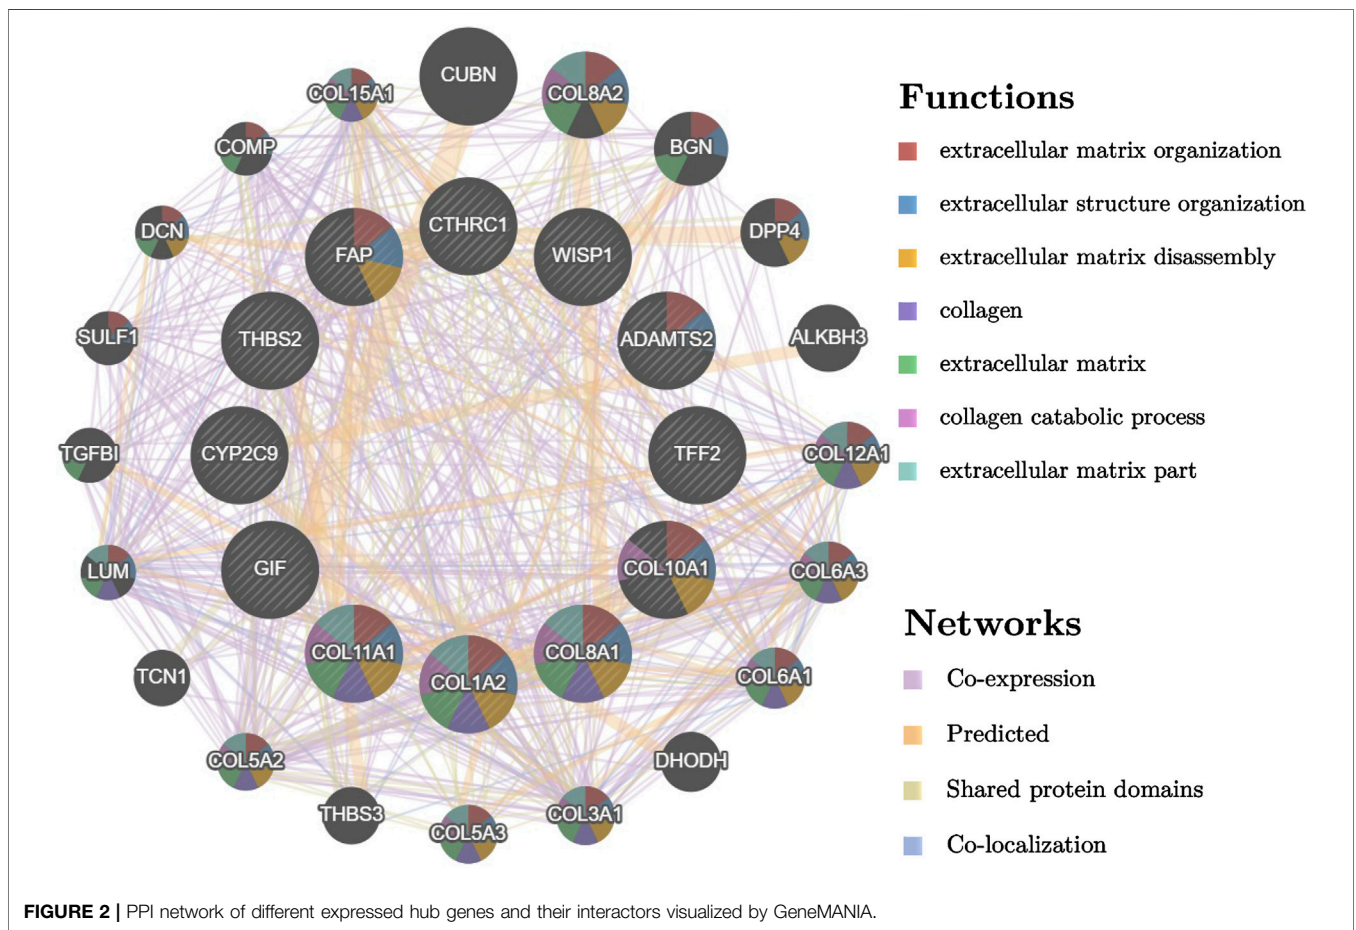 CUBN
COL15A1
COL8A2
COMP
BGN
DCN
CTHRC1
DPP4
FAP
WISP1
SULF1
THBS2
ADAMTS2
ALKBH3
TGFBI
CYP2C9
TFF2
COL12A1
LUM
GIF
COL10A1
COL6A3
COL11A1
COL1A2
COL8A1
TCN1
COL6A1
COL5A2
DHODH
THBS3
COL5A3
COL3A1
Functions
extracellular matrix organization
extracellular structure organization
extracellular matrix disassembly
collagen
extracellular matrix
collagen catabolic process
extracellular matrix part
Networks
Co-expression
Predicted
Shared protein domains
Co-localization
FIGURE 2 | PPI network of different expressed hub genes and their interactors visualized by GeneMANIA.